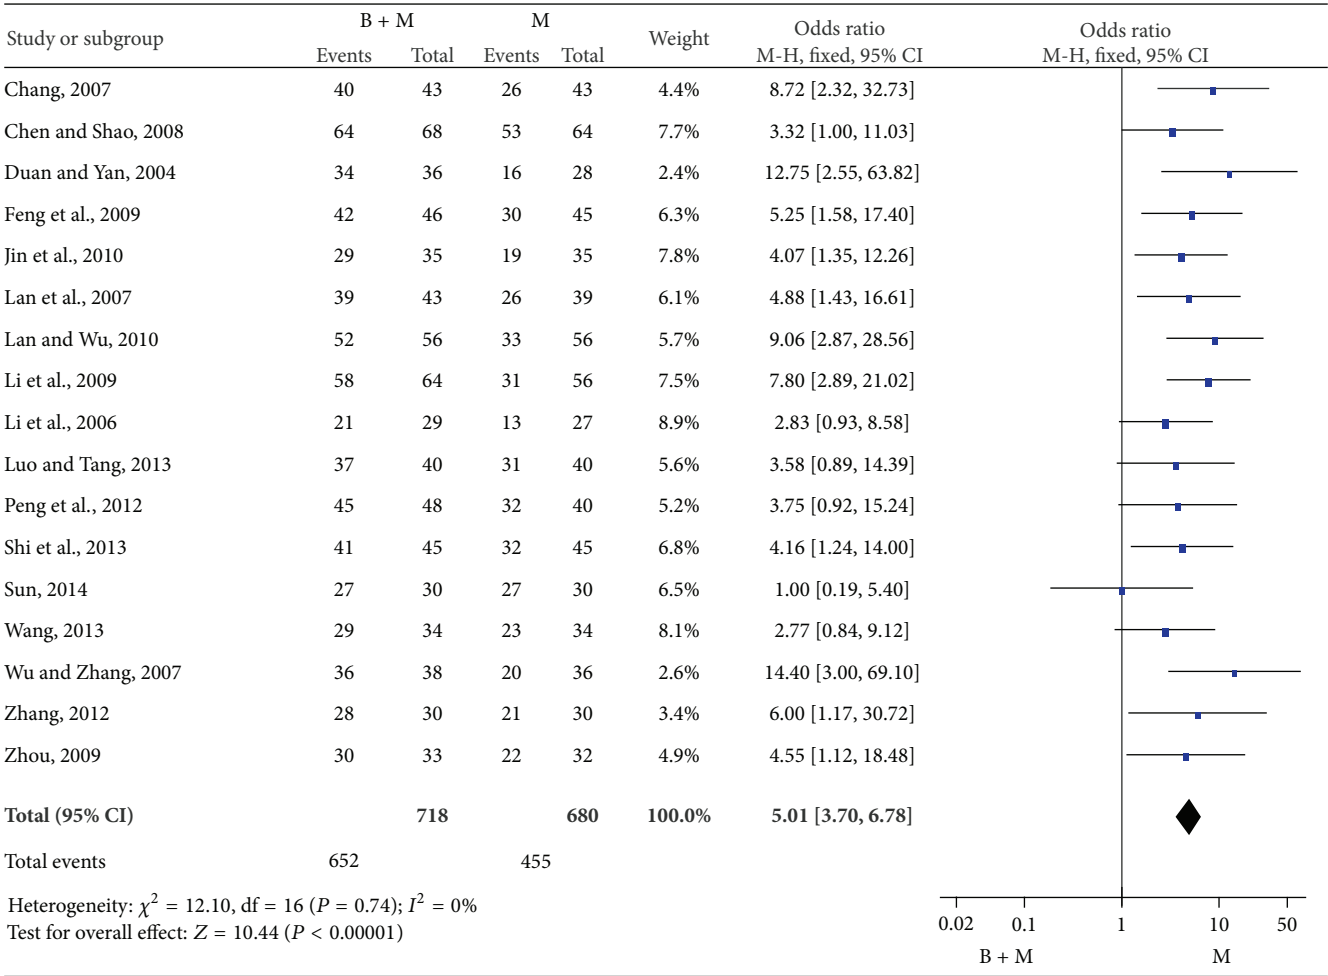 Study or subgroup B + M M Weight Odds ratio Odds ratio
Events Total Events Total M-H, fixed, 95% CI M-H, fixed, 95% CI
Chang, 2007 40 43 26 43 4.4% 8.72 [2.32, 32.73]
Chen and Shao, 2008 64 68 53 64 7.7% 3.32 [1.00, 11.03]
Duan and Yan, 2004 34 36 16 28 2.4% 12.75 [2.55, 63.82]
Feng et al., 2009 42 46 30 45 6.3% 5.25 [1.58, 17.40]
Jin et al., 2010 29 35 19 35 7.8% 4.07 [1.35, 12.26]
Lan et al., 2007 39 43 26 39 6.1% 4.88 [1.43, 16.61]
Lan and Wu, 2010 52 56 33 56 5.7% 9.06 [2.87, 28.56]
Li et al., 2009 58 64 31 56 7.5% 7.80 [2.89, 21.02]
Li et al., 2006 21 29 13 27 8.9% 2.83 [0.93, 8.58]
Luo and Tang, 2013 37 40 31 40 5.6% 3.58 [0.89, 14.39]
Peng et al., 2012 45 48 32 40 5.2% 3.75 [0.92, 15.24]
Shi et al., 2013 41 45 32 45 6.8% 4.16 [1.24, 14.00]
Sun, 2014 27 30 27 30 6.5% 1.00 [0.19, 5.40]
Wang, 2013 29 34 23 34 8.1% 2.77 [0.84, 9.12]
Wu and Zhang, 2007 36 38 20 36 2.6% 14.40 [3.00, 69.10]
Zhang, 2012 28 30 21 30 3.4% 6.00 [1.17, 30.72]
Zhou, 2009 30 33 22 32 4.9% 4.55 [1.12, 18.48]
Total (95% CI) 718 680 100.0% 5.01 [3.70, 6.78]
Total events 652 455
Heterogeneity: χ² = 12.10, df = 16 (P = 0.74); I² = 0%
Test for overall effect: Z = 10.44 (P < 0.00001)
0.02 0.1 1 10 50
B + M M